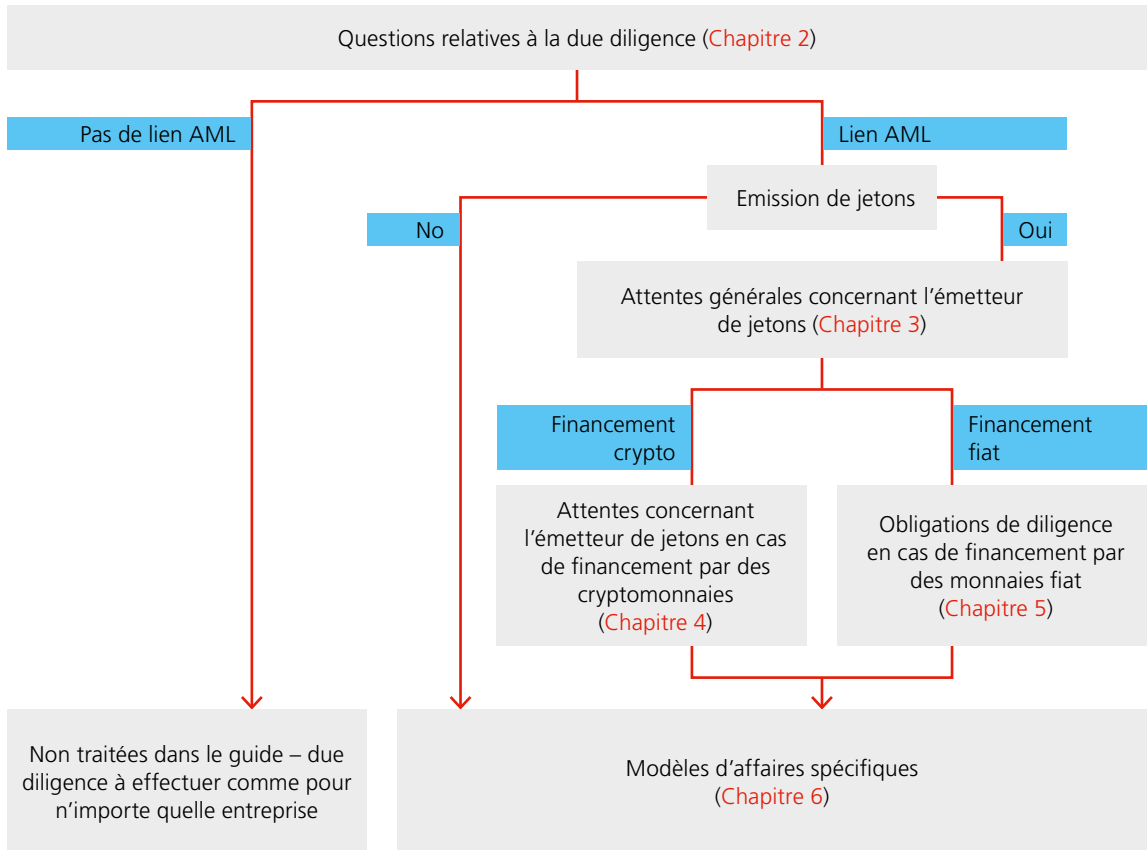 Questions relatives à la due diligence (Chapitre 2)
Pas de lien AML
Lien AML
Emission de jetons
No
Oui
Attentes générales concernant l'émetteur
de jetons (Chapitre 3)
Financement
crypto
Financement
fiat
Attentes concernant
l'émetteur de jetons en cas
de financement par des
cryptomonnaies
(Chapitre 4)
Obligations de diligence
en cas de financement par
des monnaies fiat
(Chapitre 5)
Non traitées dans le guide – due
diligence à effectuer comme pour
n'importe quelle entreprise
Modèles d'affaires spécifiques
(Chapitre 6)